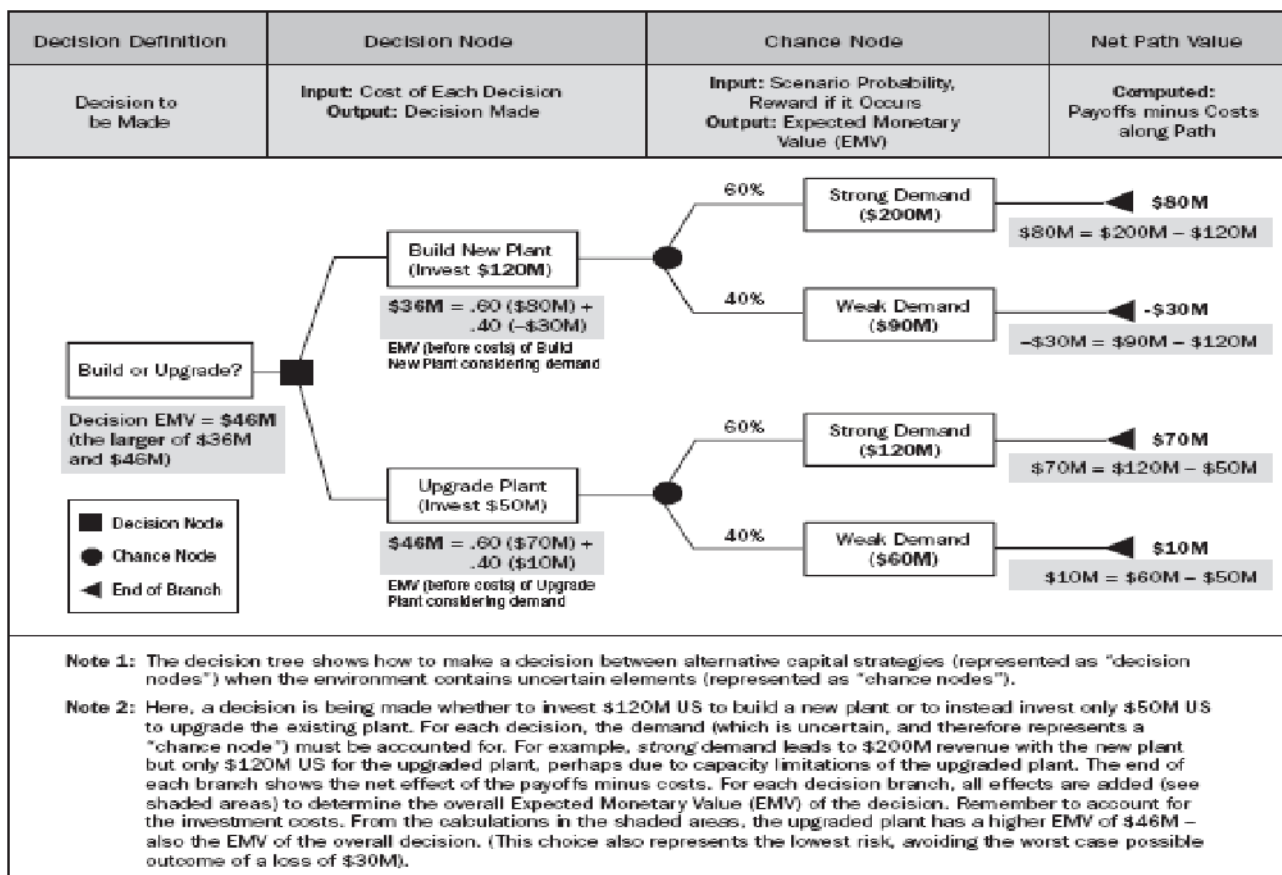 Decision Definition
Decision Node
Chance Node
Net Path Value
Decision to
be Made
Input: Cost of Each Decision
Output: Decision Made
Input: Scenario Probability,
Reward if it Occurs
Output: Expected Monetary
Value (EMV)
Computed:
Payoffs minus Costs
along Path
Build or Upgrade?
Decision EMV = $46M
(the larger of $36M
and $46M)
Build New Plant
(Invest $120M)
$36M = .60 ($80M) +
.40 (–$30M)
EMV (before costs) of Build
New Plant considering demand
60%
Strong Demand
($200M)
$80M
$80M = $200M – $120M
40%
Weak Demand
($90M)
-$30M
–$30M = $90M – $120M
Upgrade Plant
(Invest $50M)
$46M = .60 ($70M) +
.40 ($10M)
EMV (before costs) of Upgrade
Plant considering demand
60%
Strong Demand
($120M)
$70M
$70M = $120M – $50M
40%
Weak Demand
($60M)
$10M
$10M = $60M – $50M
Decision Node
Chance Node
End of Branch
Note 1: The decision tree shows how to make a decision between alternative capital strategies (represented as “decision
nodes”) when the environment contains uncertain elements (represented as “chance nodes”).
Note 2: Here, a decision is being made whether to invest $120M US to build a new plant or to instead invest only $50M US
to upgrade the existing plant. For each decision, the demand (which is uncertain, and therefore represents a
“chance node”) must be accounted for. For example, strong demand leads to $200M revenue with the new plant
but only $120M US for the upgraded plant, perhaps due to capacity limitations of the upgraded plant. The end of
each branch shows the net effect of the payoffs minus costs. For each decision branch, all effects are added (see
shaded areas) to determine the overall Expected Monetary Value (EMV) of the decision. Remember to account for
the investment costs. From the calculations in the shaded areas, the upgraded plant has a higher EMV of $46M –
also the EMV of the overall decision. (This choice also represents the lowest risk, avoiding the worst case possible
outcome of a loss of $30M).